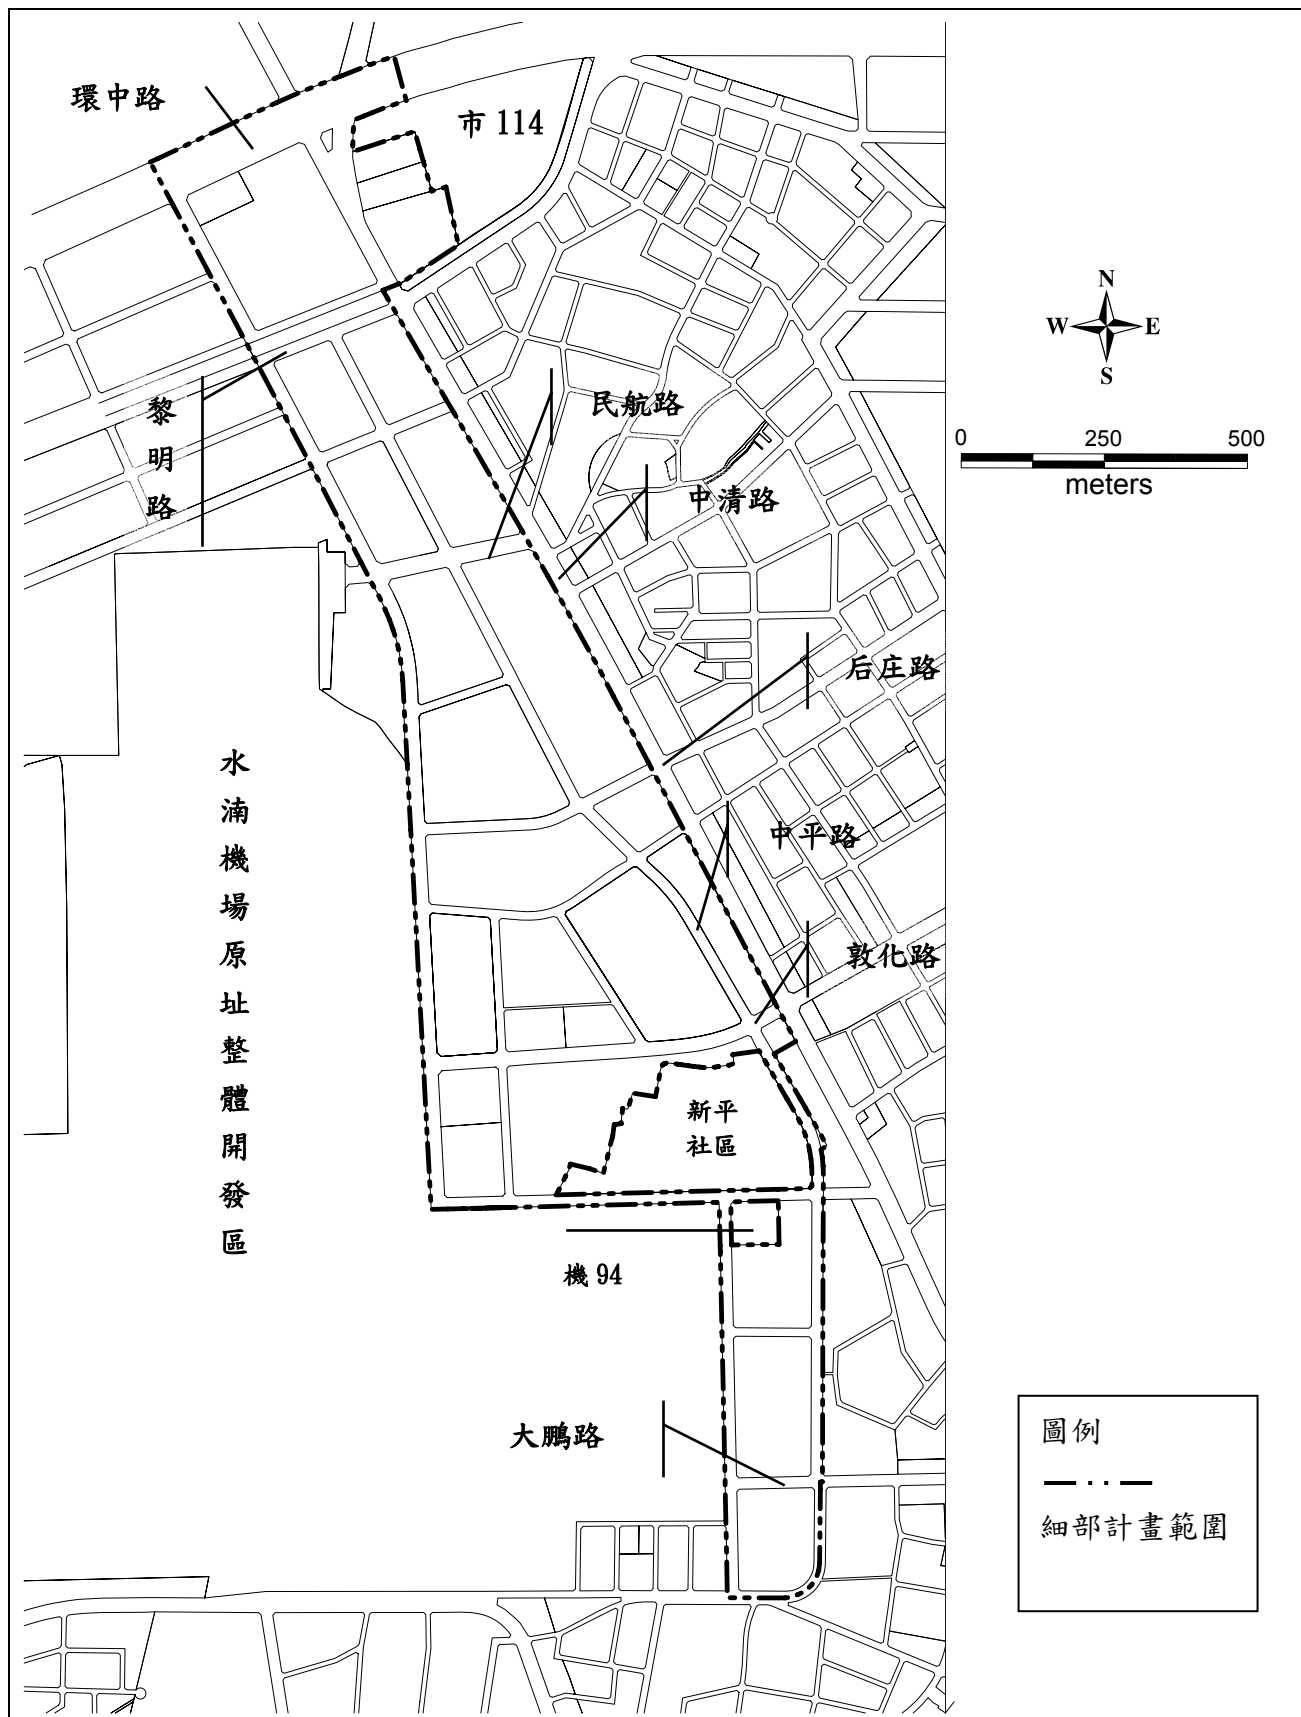 環中路
市 114
N
W
E
S
0
250
500
meters
民航路
黎明路
中清路
后庄路
水湳機場原址整體開發區
中平路
敦化路
新平
社區
機 94
大鵬路
圖例
細部計畫範圍